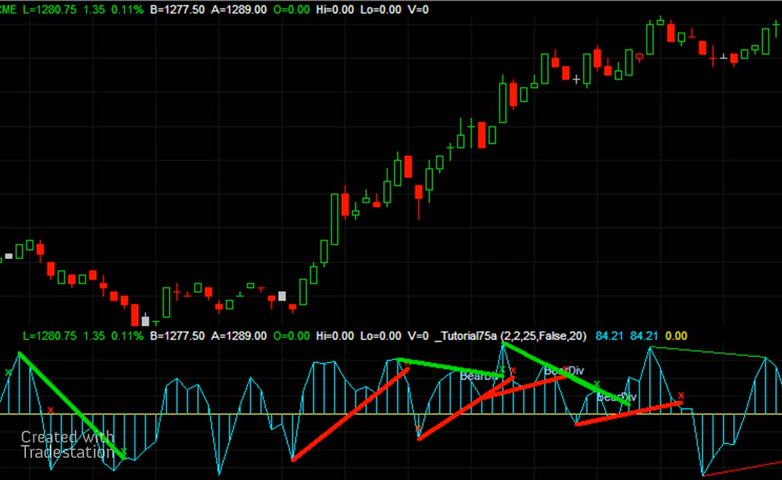 CME L=1280.75 1.35 0.11% B=1277.50 A=1289.00 O=0.00 Hi=0.00 Lo=0.00 V=0
L=1280.75 1.35 0.11% B=1277.50 A=1289.00 O=0.00 Hi=0.00 Lo=0.00 V=0 _Tutorial75a (2,2,25,False,20) 84.21 84.21 0.00
BearDiv
BearDiv
Created with
Tradestation